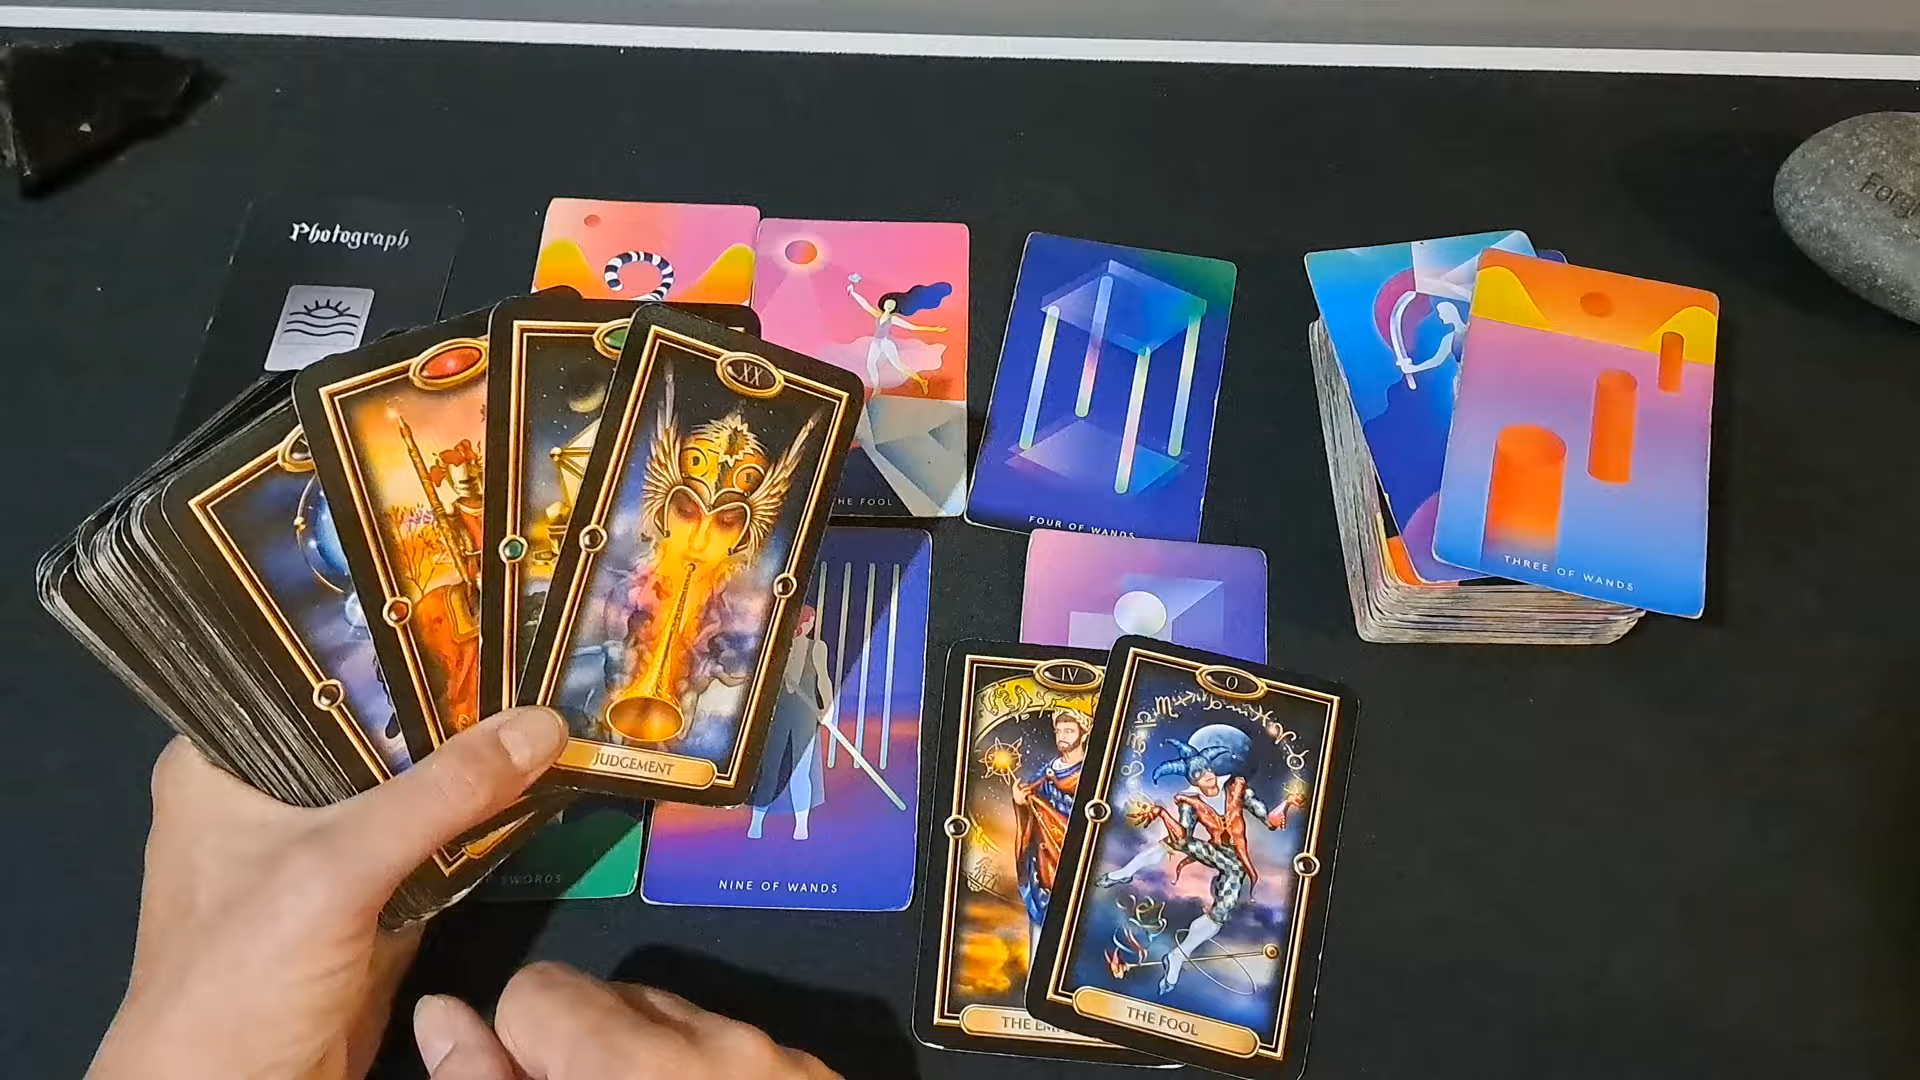 Photograph
THE FOOL
FOUR OF WANDS
THREE OF WANDS
XX
JUDGEMENT
SWORDS
NINE OF WANDS
IV
THE
0
THE FOOL